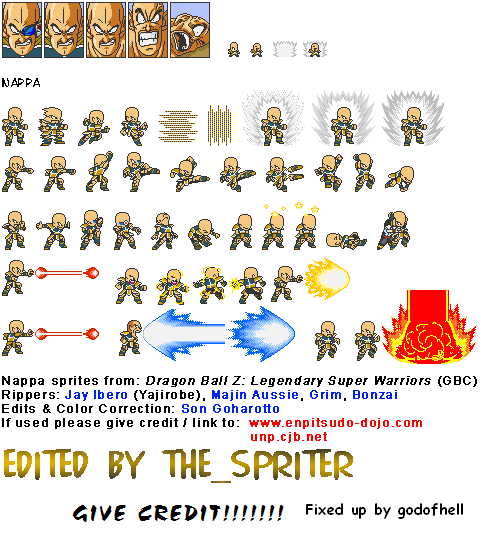 NAPPA
Nappa sprites from: Dragon Ball Z: Legendary Super Warriors (GBC)
Rippers: Jay Ibero (Yajirobe), Majin Aussie, Grim, Bonzai
Edits & Color Correction: Son Goharotto
If used please give credit / link to: www.enpitsudo-dojo.com
unp.cjb.net
EDITED BY THE_SPRITER
GIVE CREDIT!!!!!!!
Fixed up by godofhell